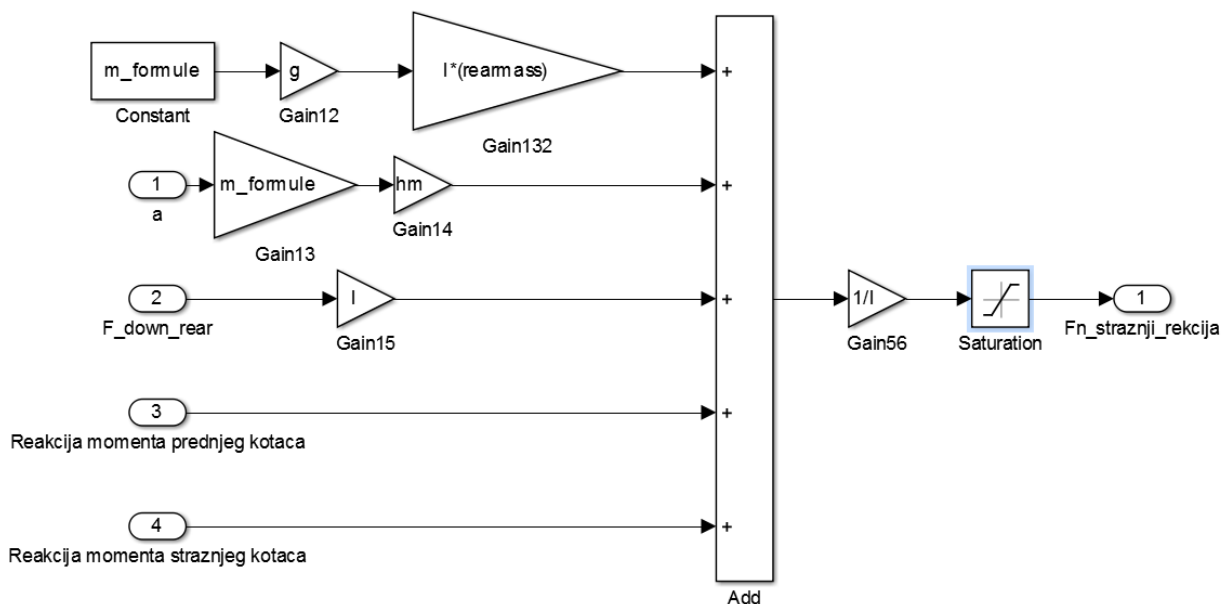 m_formule
Constant
g
Gain12
l*(rearmass)
Gain132
+
1
a
m_formule
Gain13
hm
Gain14
+
2
F_down_rear
l
Gain15
+
1/l
Gain56
Saturation
1
Fn_straznji_rekcija
3
Reakcija momenta prednjeg kotaca
+
4
Reakcija momenta straznjeg kotaca
+
Add